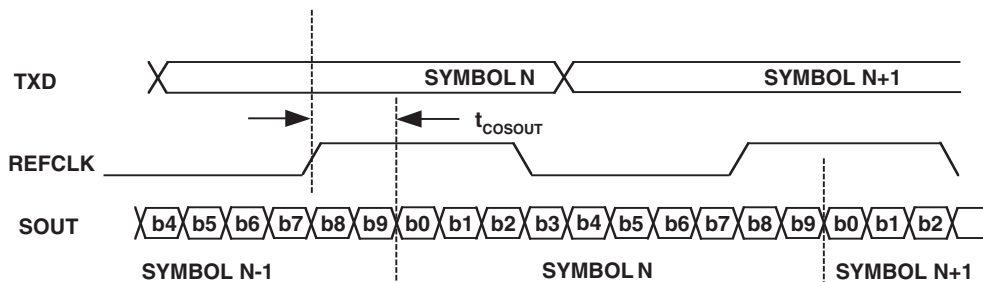 TXD SYMBOL N SYMBOL N+1
t_COSOUT
REFCLK
SOUT b4 b5 b6 b7 b8 b9 b0 b1 b2 b3 b4 b5 b6 b7 b8 b9 b0 b1 b2
SYMBOL N-1 SYMBOL N SYMBOL N+1